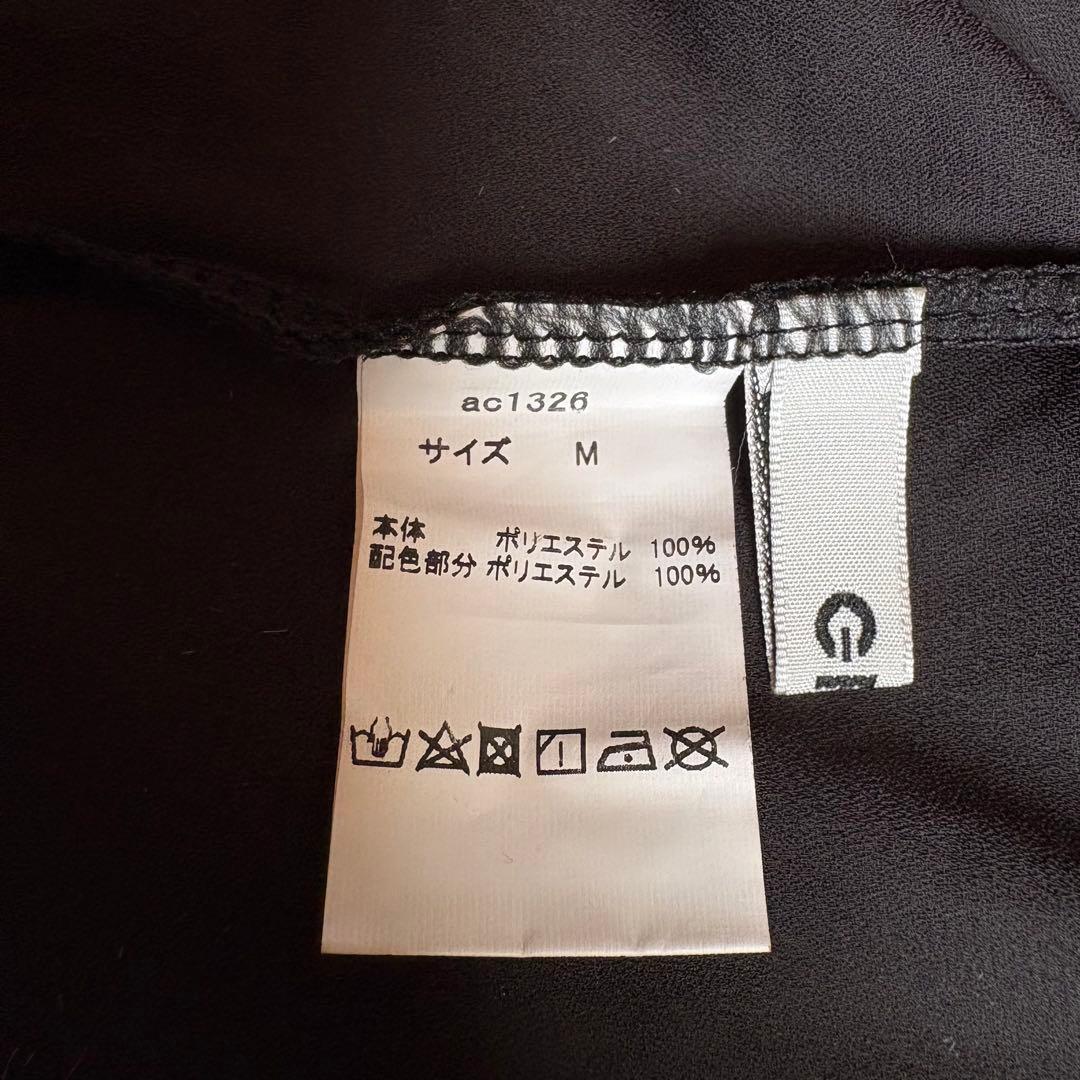 ac1326
サイズ M
本体 ポリエステル 100%
配色部分 ポリエステル 100%